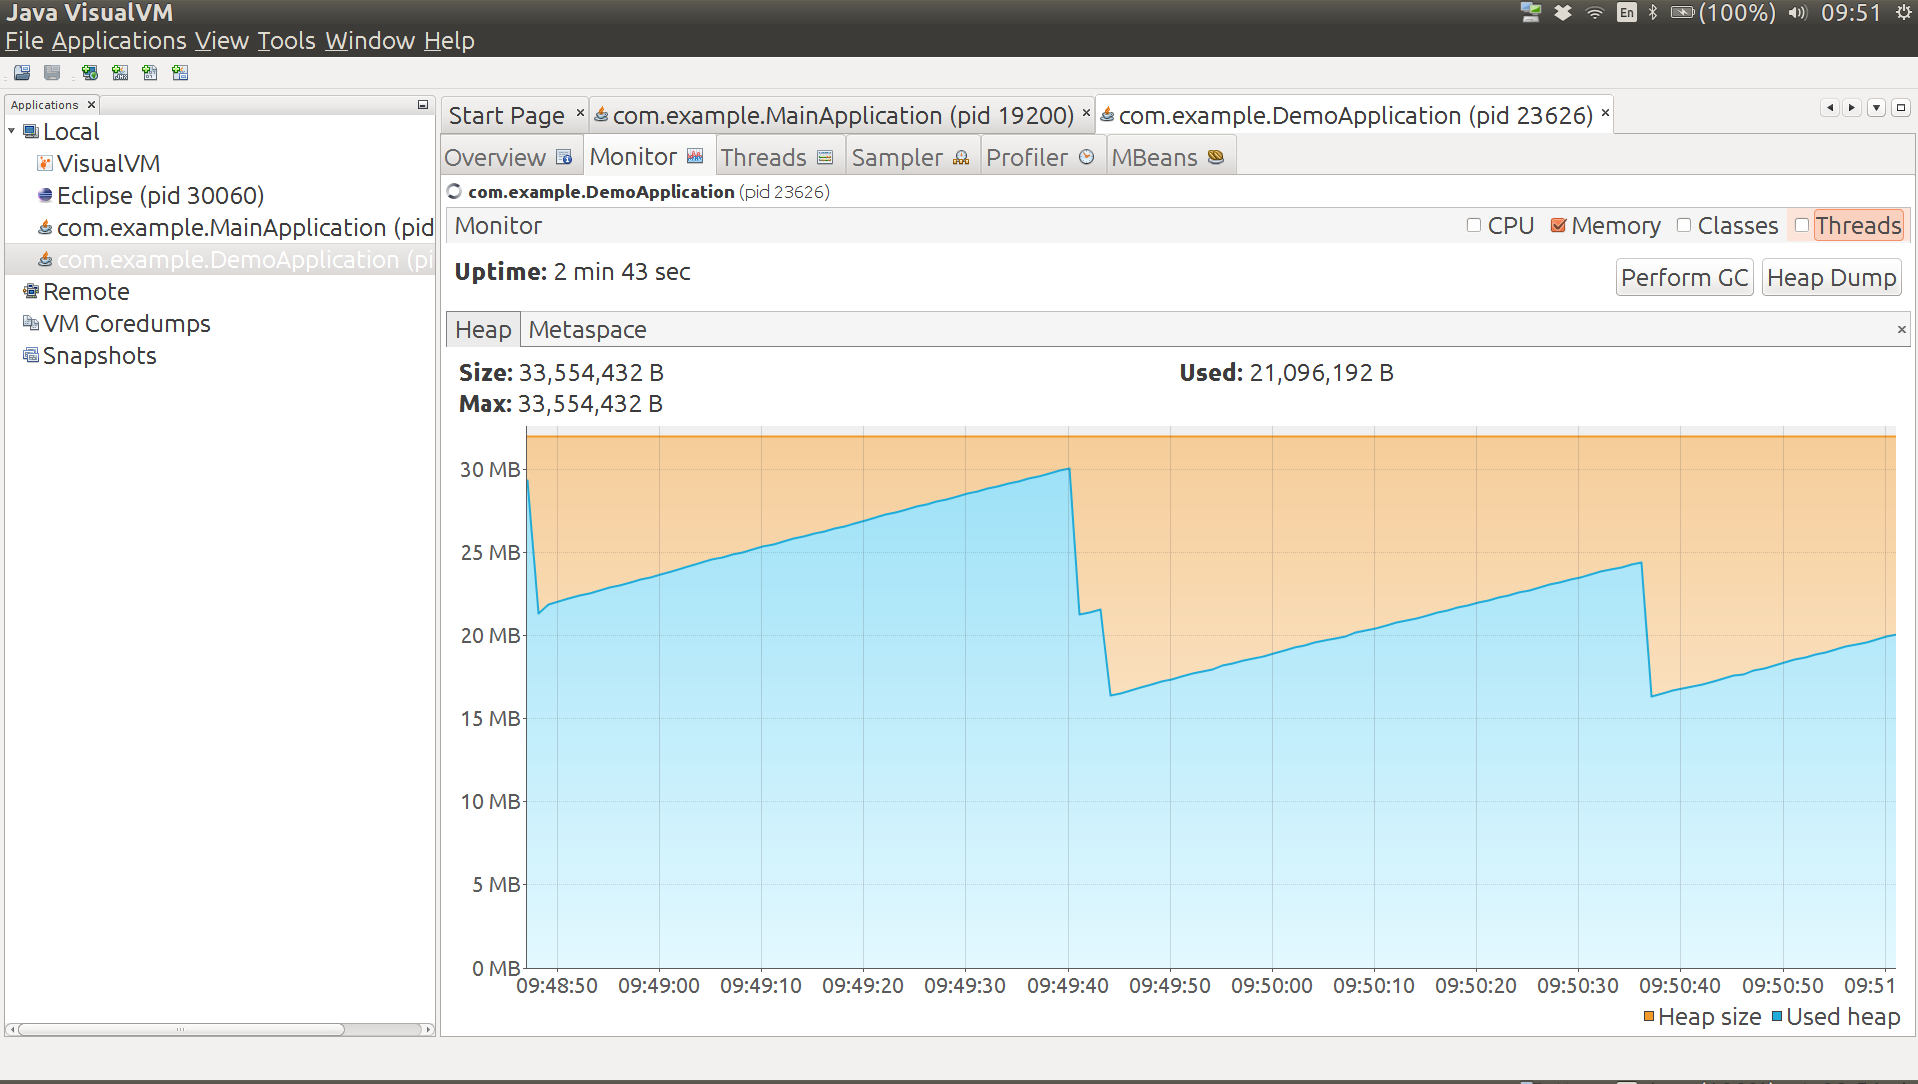 Java VisualVM
En
(100%)
09:51
File Applications View Tools Window Help
Applications
Local
VisualVM
Eclipse (pid 30060)
com.example.MainApplication (pid
com.example.DemoApplication (pi
Remote
VM Coredumps
Snapshots
Start Page
com.example.MainApplication (pid 19200)
com.example.DemoApplication (pid 23626)
Overview
Monitor
Threads
Sampler
Profiler
MBeans
com.example.DemoApplication (pid 23626)
Monitor
CPU
Memory
Classes
Threads
Uptime: 2 min 43 sec
Perform GC
Heap Dump
Heap
Metaspace
Size: 33,554,432 B
Used: 21,096,192 B
Max: 33,554,432 B
30 MB
25 MB
20 MB
15 MB
10 MB
5 MB
0 MB
09:48:50 09:49:00 09:49:10 09:49:20 09:49:30 09:49:40 09:49:50 09:50:00 09:50:10 09:50:20 09:50:30 09:50:40 09:50:50 09:51
Heap size
Used heap